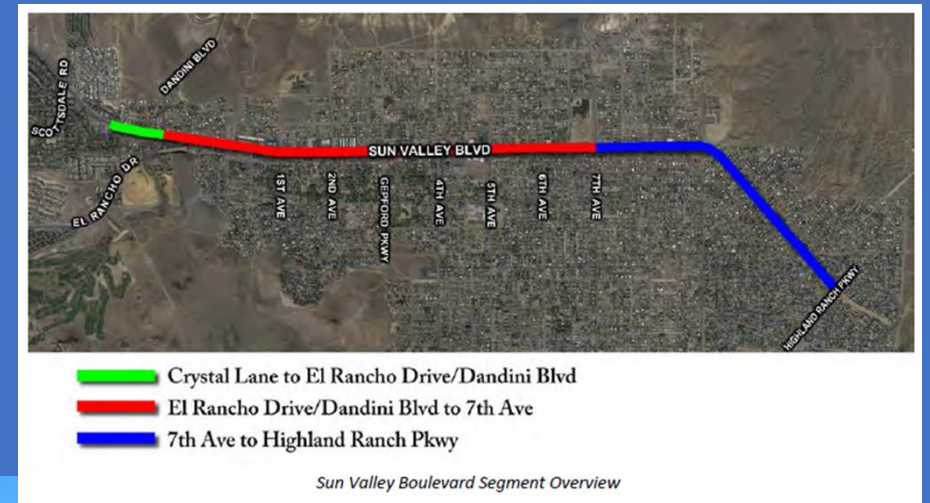 DANDINI BLVD
SCOTTSDALE RD
SUN VALLEY BLVD
EL RANCHO DR
1ST AVE
2ND AVE
GEPFORD PKWY
4TH AVE
5TH AVE
6TH AVE
7TH AVE
HIGHLAND RANCH PKWY
Crystal Lane to El Rancho Drive/Dandini Blvd
El Rancho Drive/Dandini Blvd to 7th Ave
7th Ave to Highland Ranch Pkwy
Sun Valley Boulevard Segment Overview